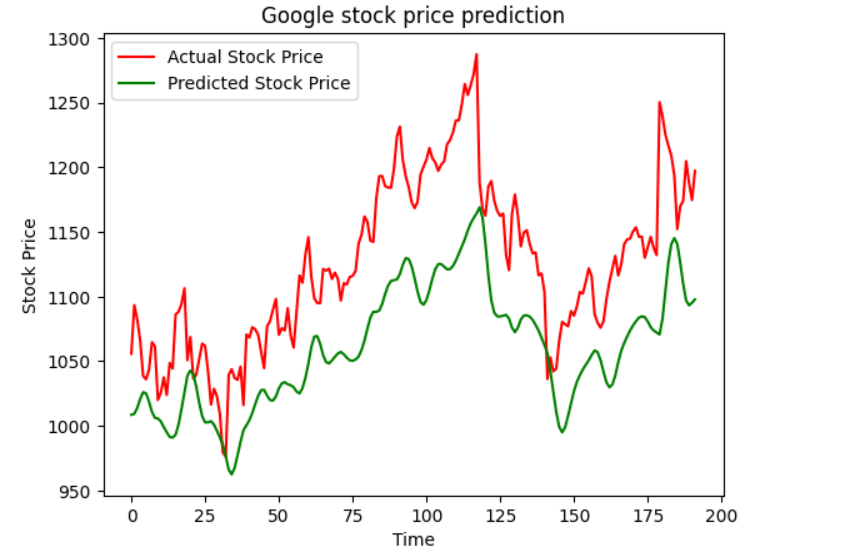 Google stock price prediction
Actual Stock Price
Predicted Stock Price
Stock Price
1300
1250
1200
1150
1100
1050
1000
950
0 25 50 75 100 125 150 175 200
Time